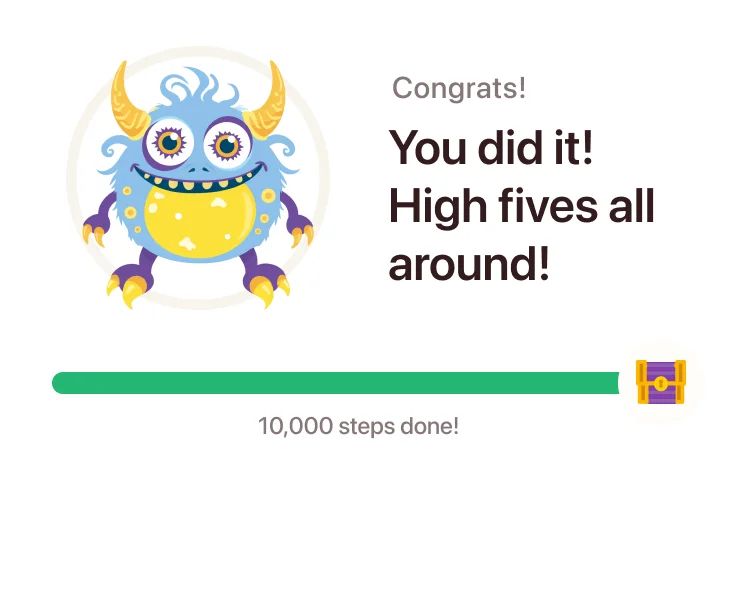 Congrats!
You did it!
High fives all
around!
10,000 steps done!